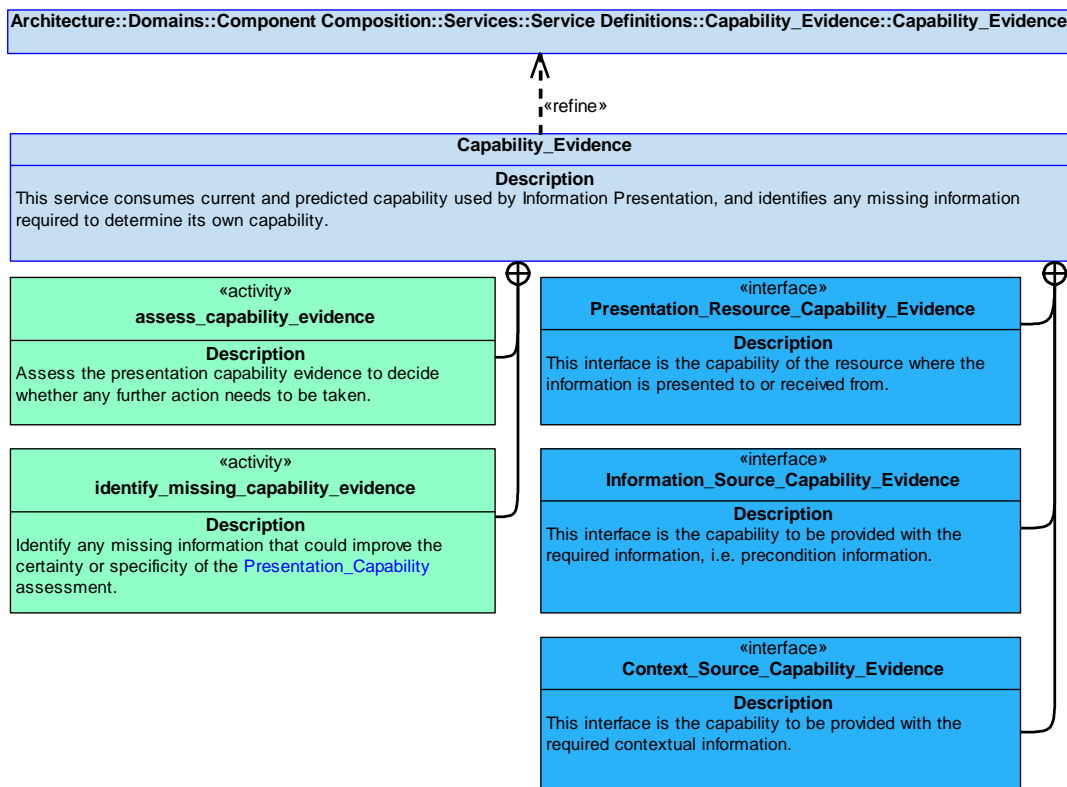 Architecture::Domains::Component Composition::Services::Service Definitions::Capability_Evidence::Capability_Evidence
«refine»
Capability_Evidence
Description
This service consumes current and predicted capability used by Information Presentation, and identifies any missing information
required to determine its own capability.
«activity»
assess_capability_evidence
Description
Assess the presentation capability evidence to decide
whether any further action needs to be taken.
«interface»
Presentation_Resource_Capability_Evidence
Description
This interface is the capability of the resource where the
information is presented to or received from.
«activity»
identify_missing_capability_evidence
Description
Identify any missing information that could improve the
certainty or specificity of the Presentation_Capability
assessment.
«interface»
Information_Source_Capability_Evidence
Description
This interface is the capability to be provided with the
required information, i.e. precondition information.
«interface»
Context_Source_Capability_Evidence
Description
This interface is the capability to be provided with the
required contextual information.